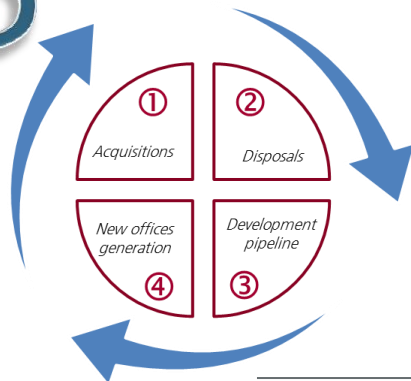 ①
Acquisitions
②
Disposals
New offices
generation
④
Development
pipeline
③